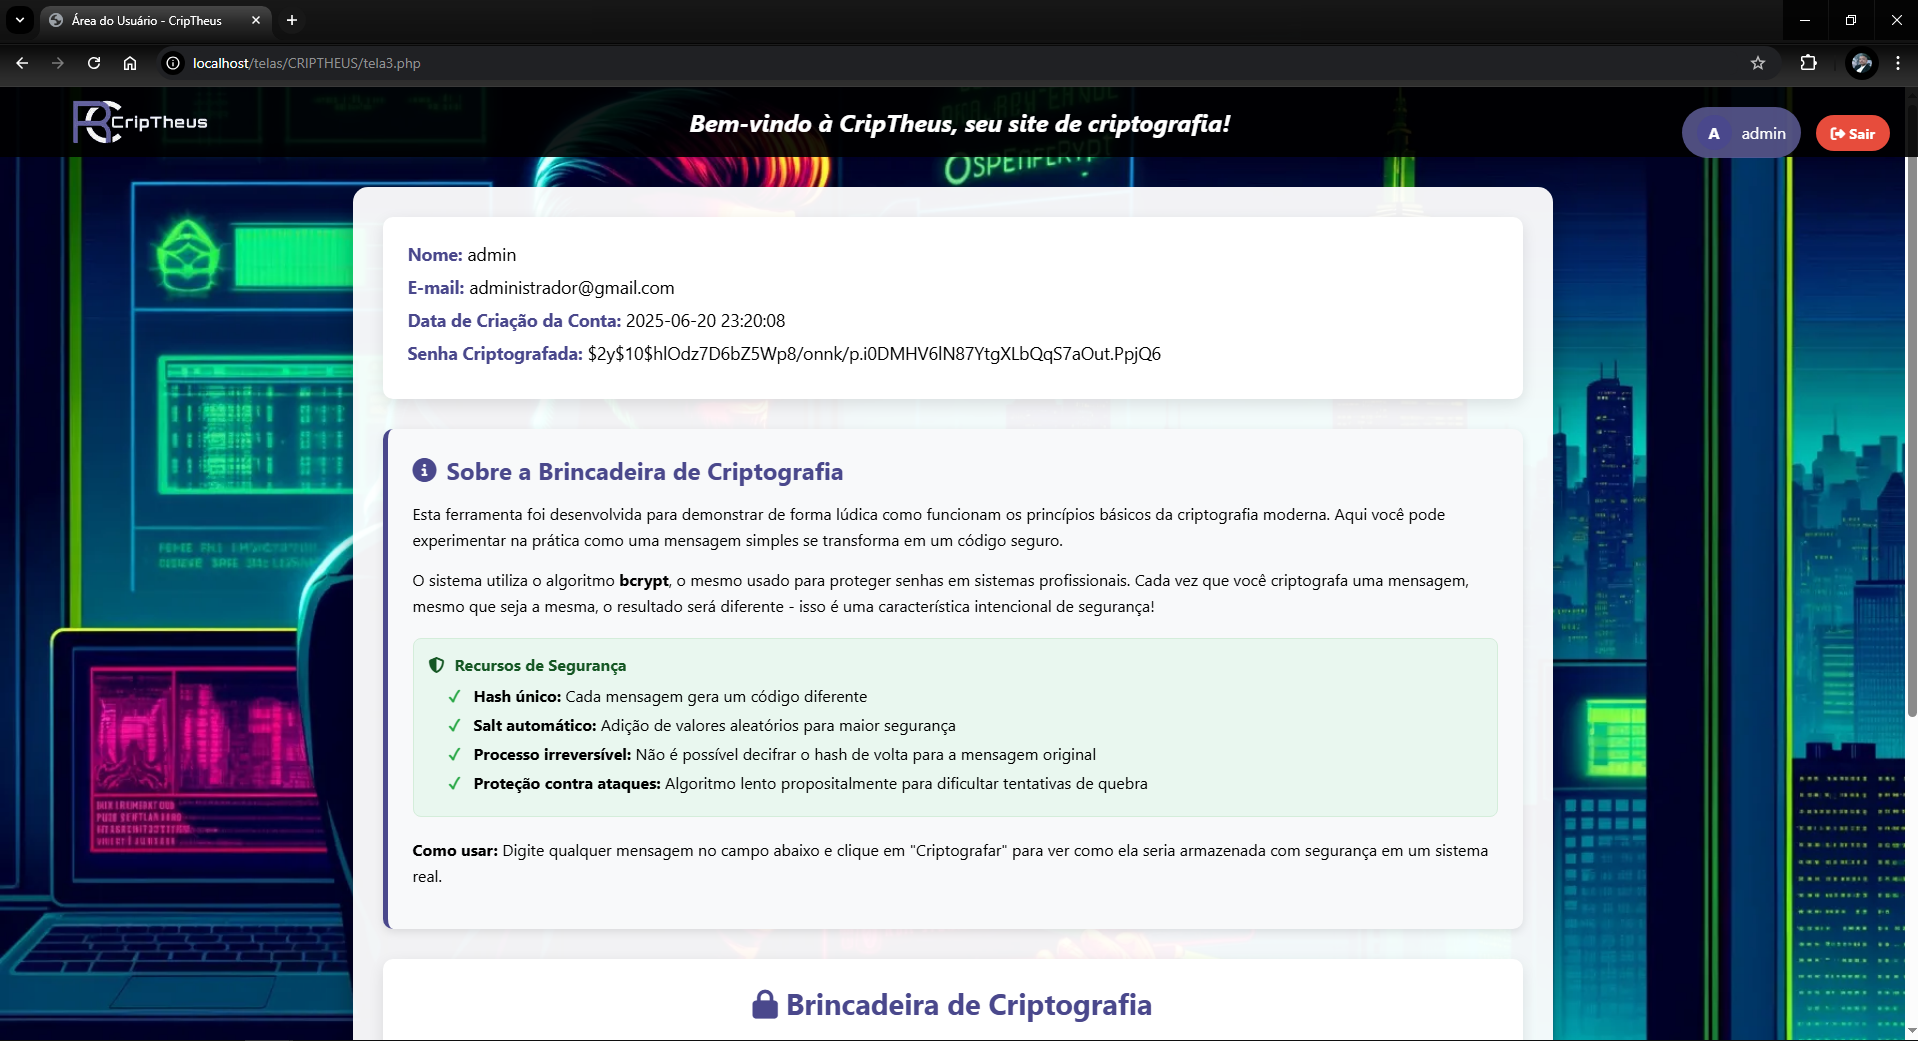 Área do Usuário - CripTheus
localhost/telas/CRIPTHEUS/tela3.php
CripTheus
Bem-vindo à CripTheus, seu site de criptografia!
A admin
Sair
Nome: admin
E-mail: administrador@gmail.com
Data de Criação da Conta: 2025-06-20 23:20:08
Senha Criptografada: $2y$10$hlOdz7D6bZ5Wp8/onnk/p.i0DMHV6lN87YtgXLbQqS7aOut.PpjQ6
Sobre a Brincadeira de Criptografia
Esta ferramenta foi desenvolvida para demonstrar de forma lúdica como funcionam os princípios básicos da criptografia moderna. Aqui você pode
experimentar na prática como uma mensagem simples se transforma em um código seguro.
O sistema utiliza o algoritmo bcrypt, o mesmo usado para proteger senhas em sistemas profissionais. Cada vez que você criptografa uma mensagem,
mesmo que seja a mesma, o resultado será diferente - isso é uma característica intencional de segurança!
Recursos de Segurança
Hash único: Cada mensagem gera um código diferente
Salt automático: Adição de valores aleatórios para maior segurança
Processo irreversível: Não é possível decifrar o hash de volta para a mensagem original
Proteção contra ataques: Algoritmo lento propositalmente para dificultar tentativas de quebra
Como usar: Digite qualquer mensagem no campo abaixo e clique em "Criptografar" para ver como ela seria armazenada com segurança em um sistema
real.
Brincadeira de Criptografia